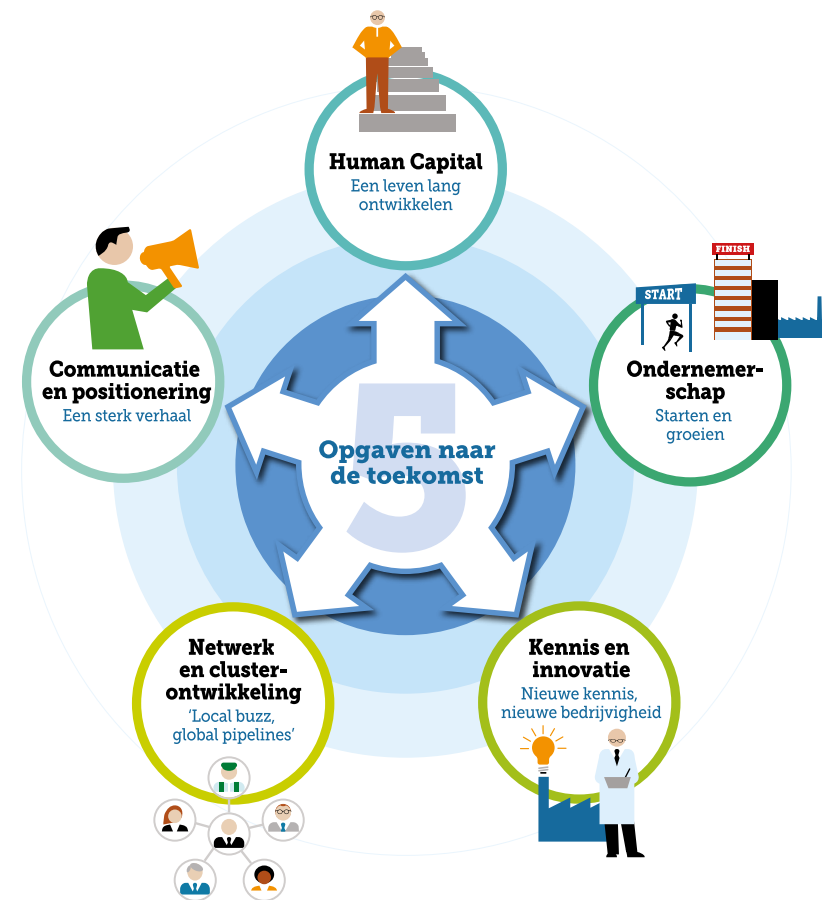 Human Capital
Een leven lang
ontwikkelen
FINISH
START
Ondernemer-
schap
Starten en
groeien
Kennis en
innovatie
Nieuwe kennis,
nieuwe bedrijvigheid
Netwerk
en cluster-
ontwikkeling
‘Local buzz,
global pipelines’
Communicatie
en positionering
Een sterk verhaal
5
Opgaven naar
de toekomst